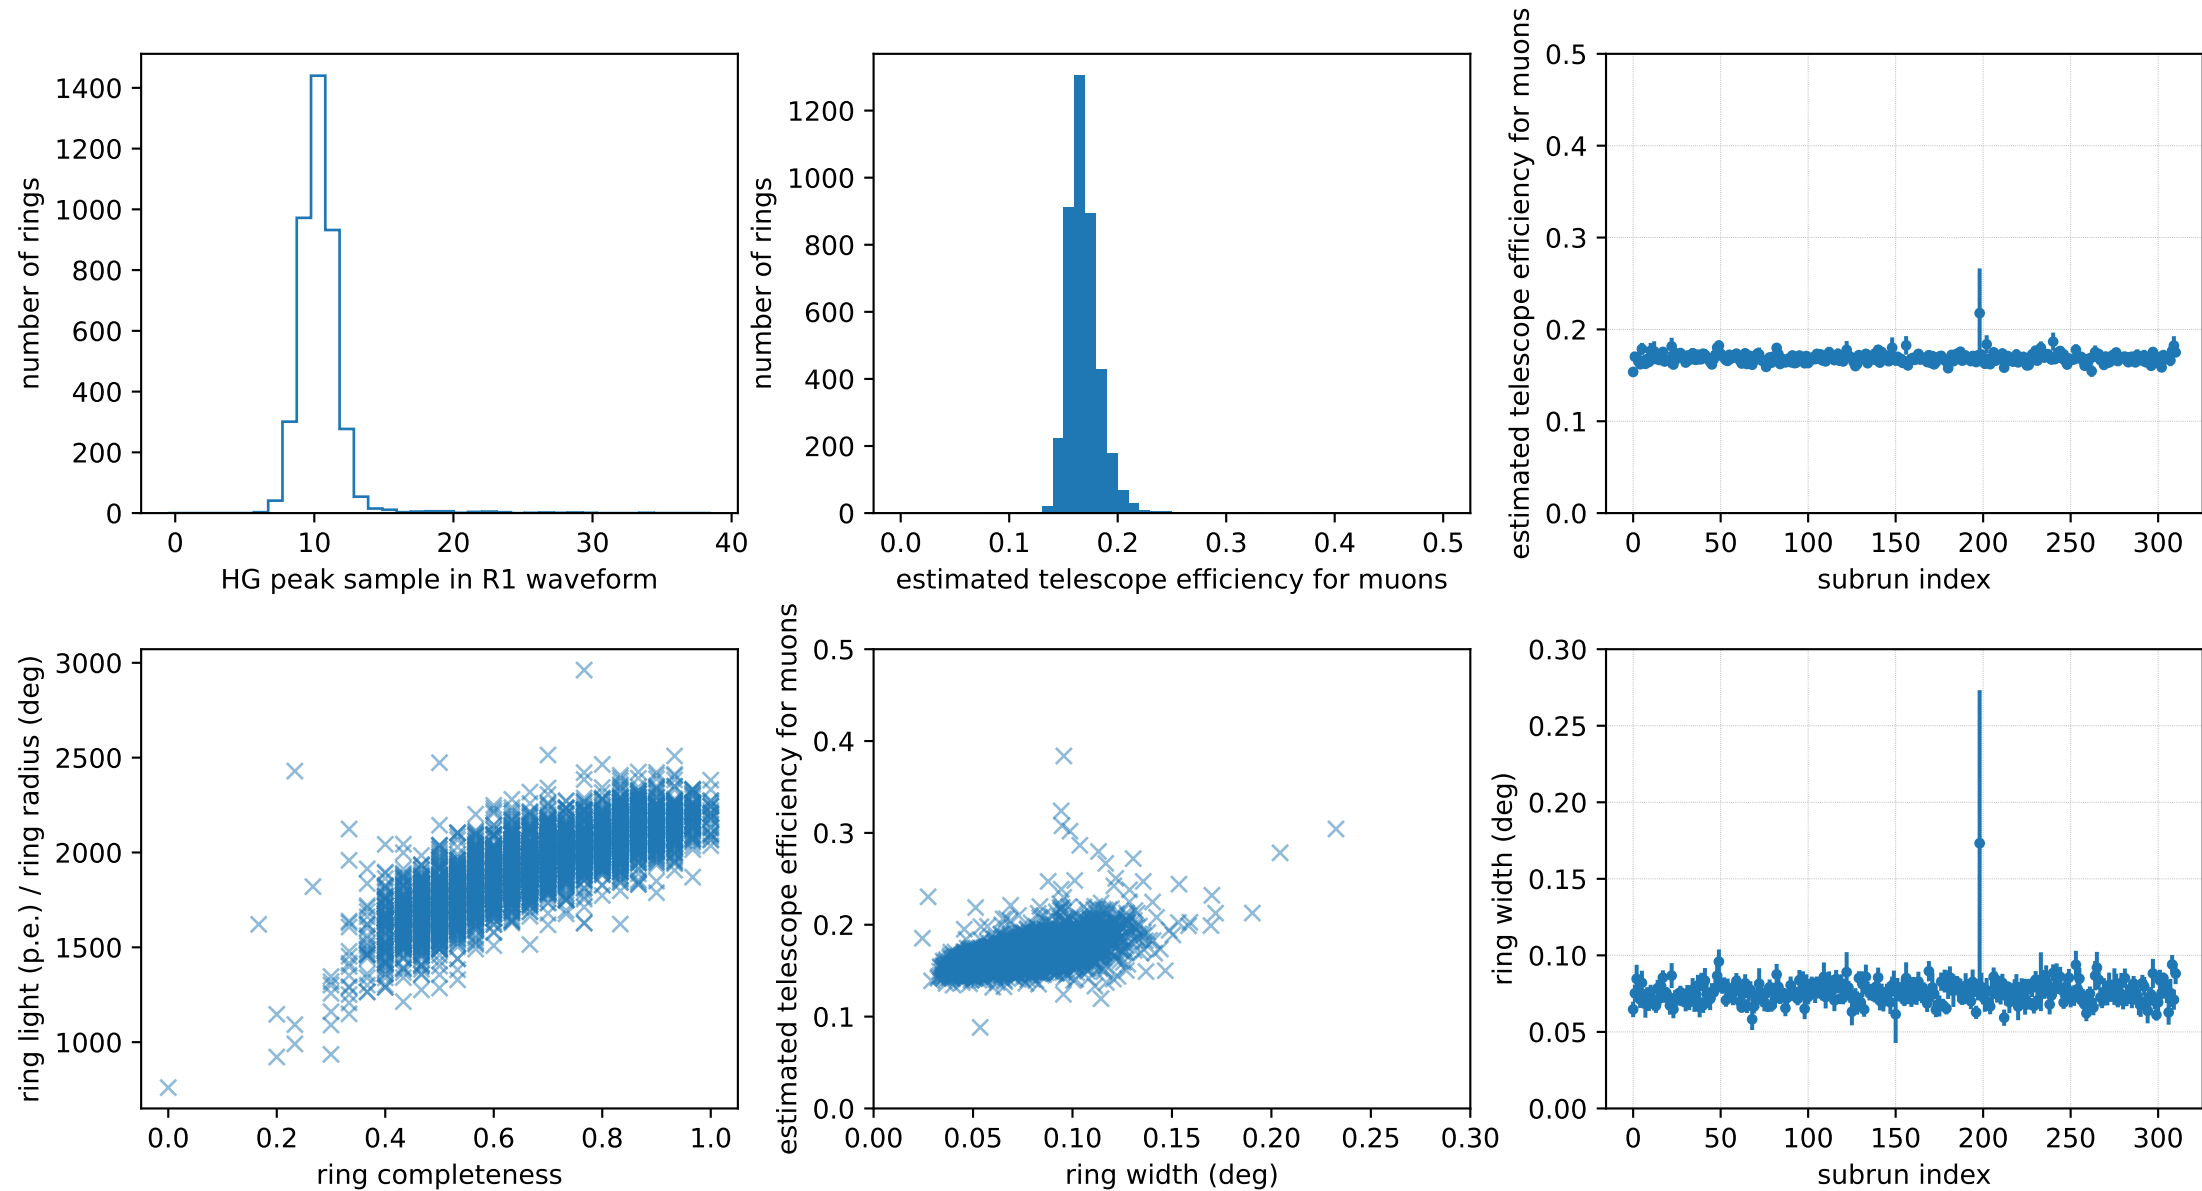 number of rings
1400
1200
1000
800
600
400
200
0
0 10 20 30 40
HG peak sample in R1 waveform
number of rings
1200
1000
800
600
400
200
0
0.0 0.1 0.2 0.3 0.4 0.5
estimated telescope efficiency for muons
estimated telescope efficiency for muons
0.5
0.4
0.3
0.2
0.1
0.0
0 50 100 150 200 250 300
subrun index
ring light (p.e.) / ring radius (deg)
3000
2500
2000
1500
1000
0.0 0.2 0.4 0.6 0.8 1.0
ring completeness
estimated telescope efficiency for muons
0.5
0.4
0.3
0.2
0.1
0.0
0.00 0.05 0.10 0.15 0.20 0.25 0.30
ring width (deg)
ring width (deg)
0.30
0.25
0.20
0.15
0.10
0.05
0.00
0 50 100 150 200 250 300
subrun index